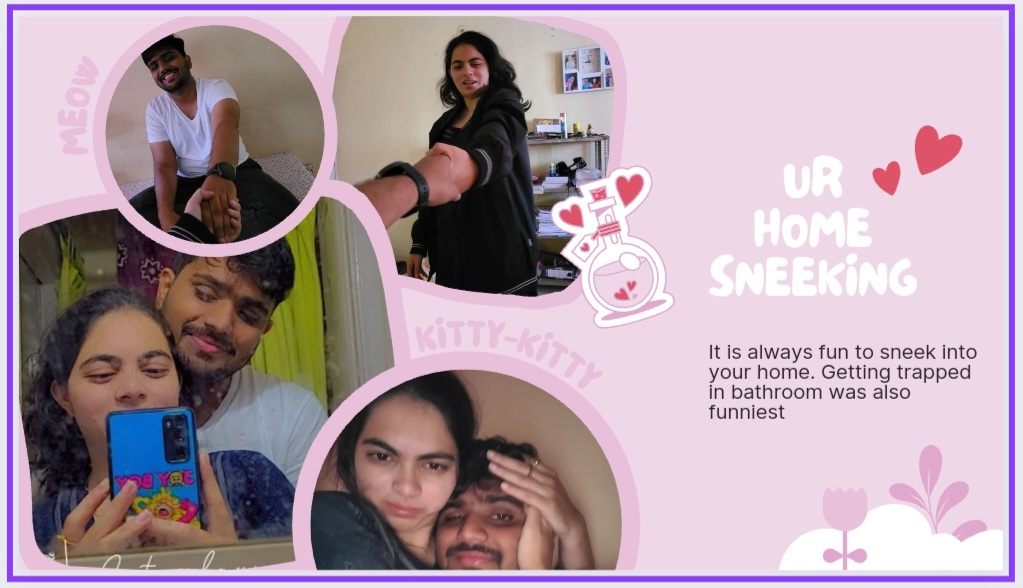 MEOW
KiTTY-KiTTY
UR
HOME
SNEEKiNG
It is always fun to sneek into
your home. Getting trapped
in bathroom was also
funniest